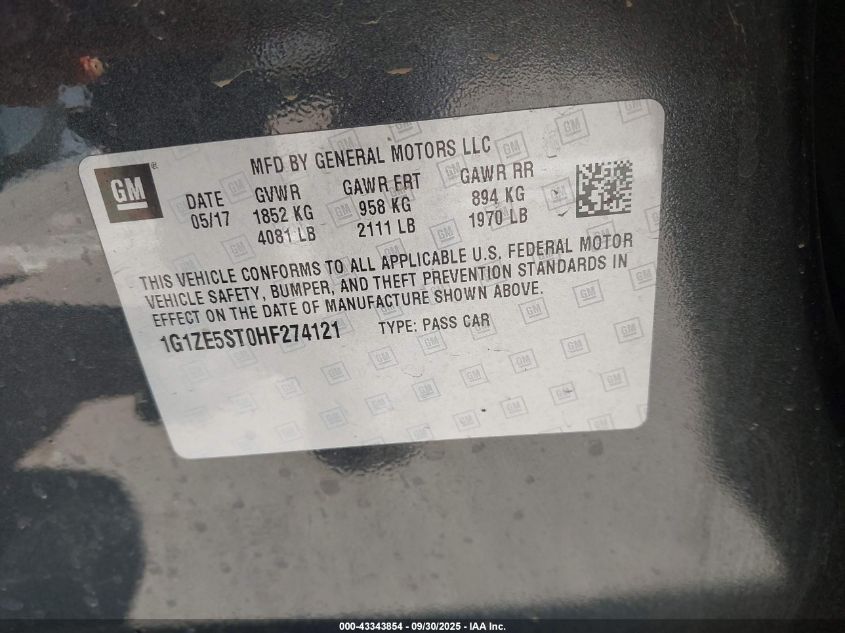 MFD BY GENERAL MOTORS LLC
GM ®
DATE GVWR GAWR FRT GAWR RR
05/17 1852 KG 958 KG 894 KG
4081 LB 2111 LB 1970 LB
THIS VEHICLE CONFORMS TO ALL APPLICABLE U.S. FEDERAL MOTOR
VEHICLE SAFETY, BUMPER, AND THEFT PREVENTION STANDARDS IN
EFFECT ON THE DATE OF MANUFACTURE SHOWN ABOVE.
1G1ZE5ST0HF274121 TYPE: PASS CAR
000-43343854 - 09/30/2025 - IAA Inc.